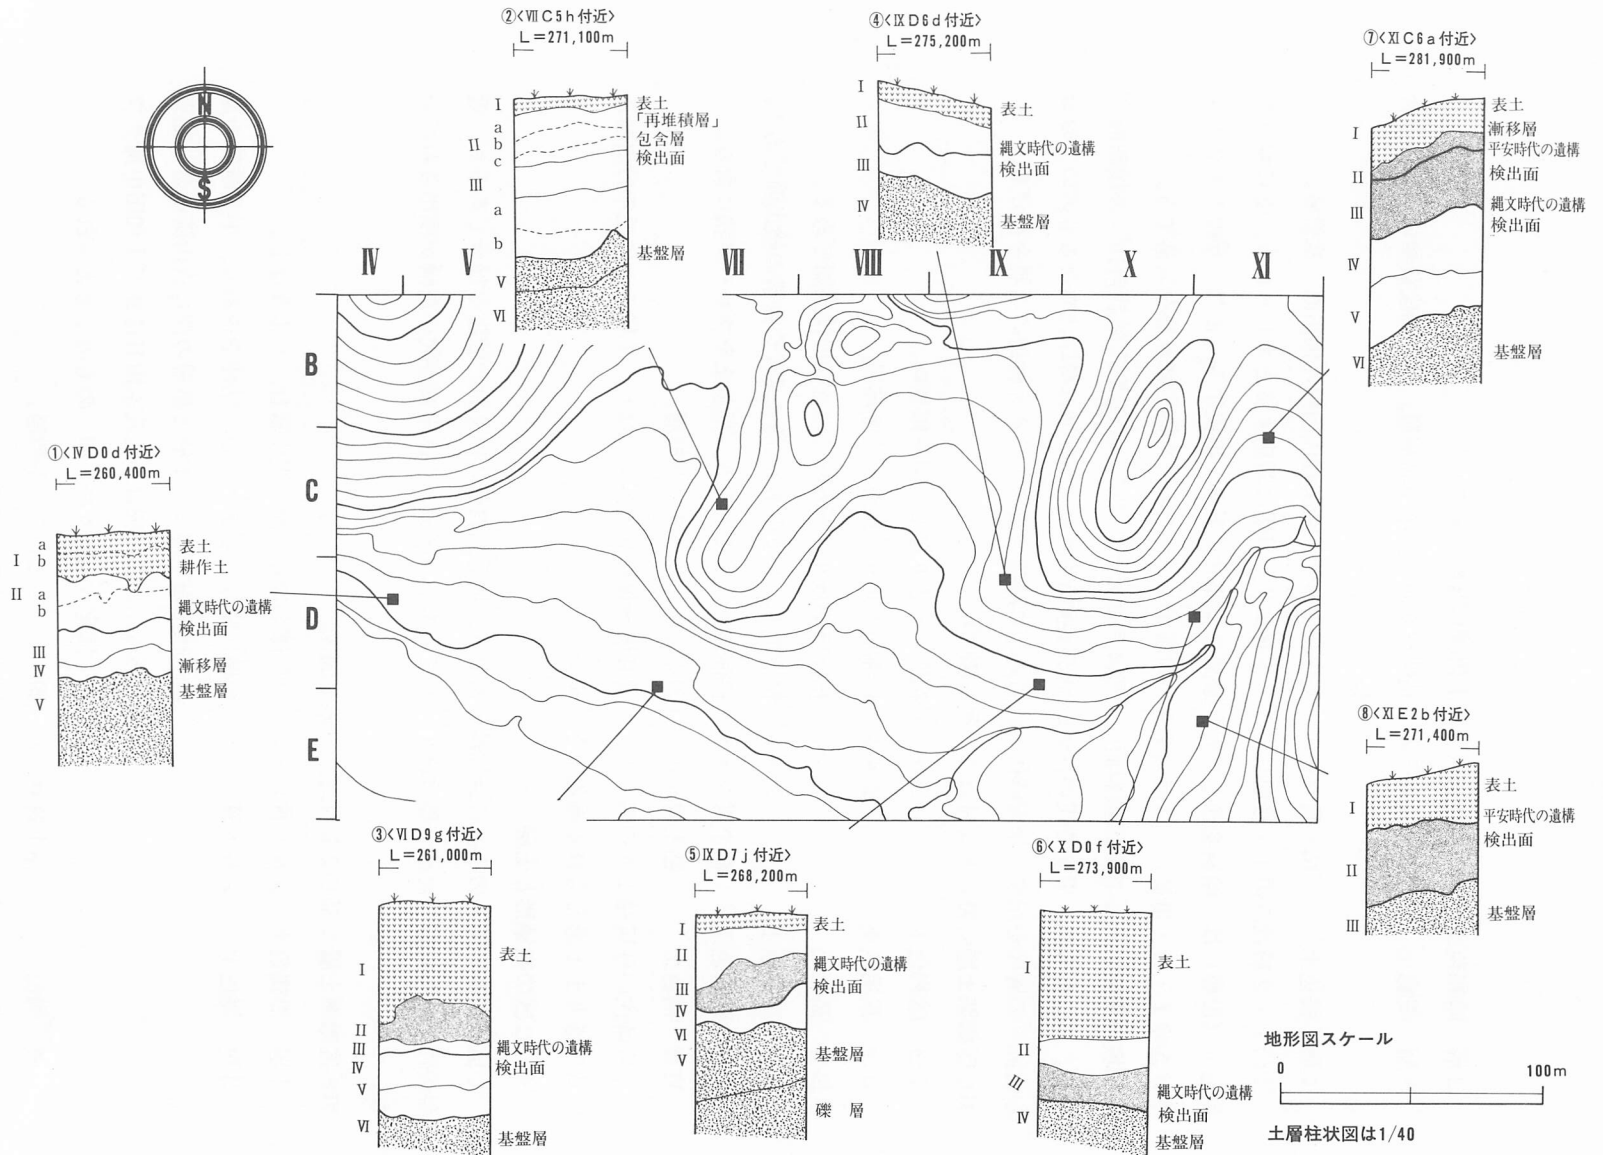 ②<ⅦC5h付近>
L=271,100m
Ⅰ
a
Ⅱ b
c
Ⅲ
a
b
Ⅴ
Ⅵ
表土
「再堆積層」
包含層
検出面
基盤層
④<ⅨD6d付近>
L=275,200m
Ⅰ
Ⅱ
Ⅲ
Ⅳ
表土
縄文時代の遺構
検出面
基盤層
⑦<ⅪC6a付近>
L=281,900m
Ⅰ
Ⅱ
Ⅲ
Ⅳ
Ⅴ
Ⅵ
表土
漸移層
平安時代の遺構
検出面
縄文時代の遺構
検出面
基盤層
N
S
Ⅳ Ⅴ Ⅶ Ⅷ Ⅸ Ⅹ Ⅺ
B
C
D
E
①<ⅣD0d付近>
L=260,400m
a
Ⅰ b
Ⅱ a
b
Ⅲ
Ⅳ
Ⅴ
表土
耕作土
縄文時代の遺構
検出面
漸移層
基盤層
③<ⅥD9g付近>
L=261,000m
Ⅰ
Ⅱ
Ⅲ
Ⅳ
Ⅴ
Ⅵ
表土
縄文時代の遺構
検出面
基盤層
⑤<ⅨD7j付近>
L=268,200m
Ⅰ
Ⅱ
Ⅲ
Ⅳ
Ⅵ
Ⅴ
表土
縄文時代の遺構
検出面
基盤層
礫 層
⑥<ⅩD0f付近>
L=273,900m
Ⅰ
Ⅱ
Ⅲ
Ⅳ
表土
縄文時代の遺構
検出面
基盤層
⑧<ⅪE2b付近>
L=271,400m
Ⅰ
Ⅱ
Ⅲ
表土
平安時代の遺構
検出面
基盤層
地形図スケール
0 100m
土層柱状図は1/40